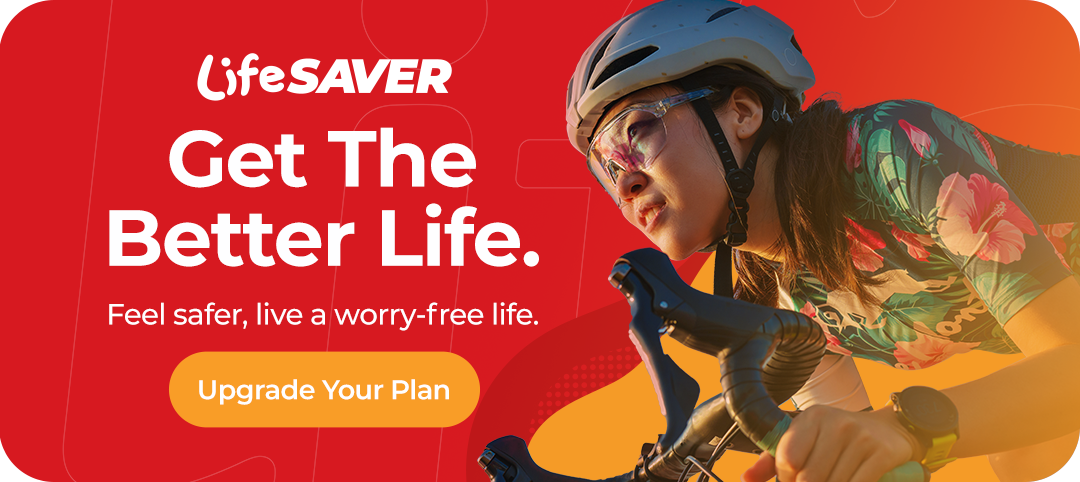 LifeSAVER
Get The
Better Life.
Feel safer, live a worry-free life.
Upgrade Your Plan